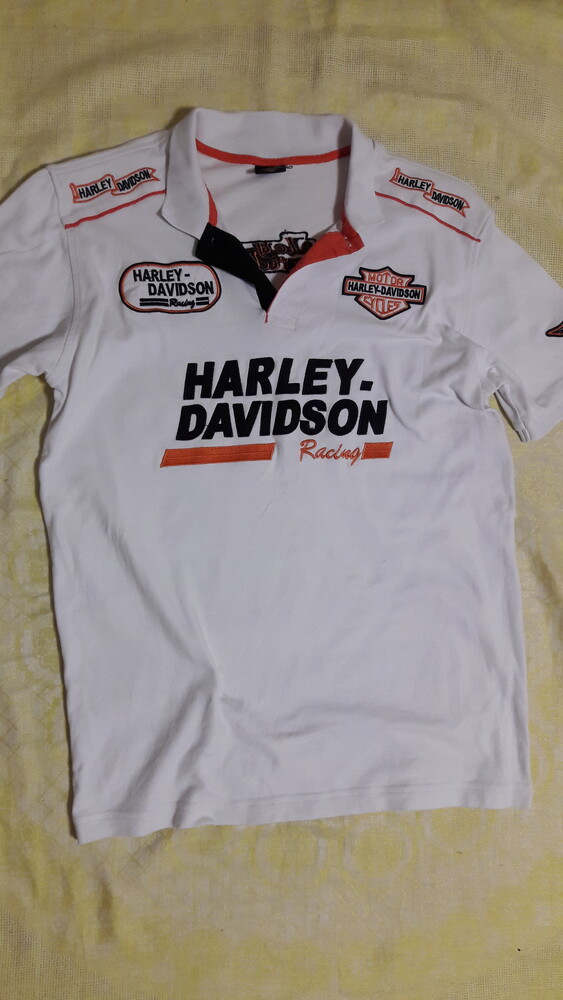 HARLEY DAVIDSON
HARLEY DAVIDSON
HARLEY-
DAVIDSON
Racing
MOTOR
HARLEY-DAVIDSON
CYCLES
HARLEY-
DAVIDSON
Racing